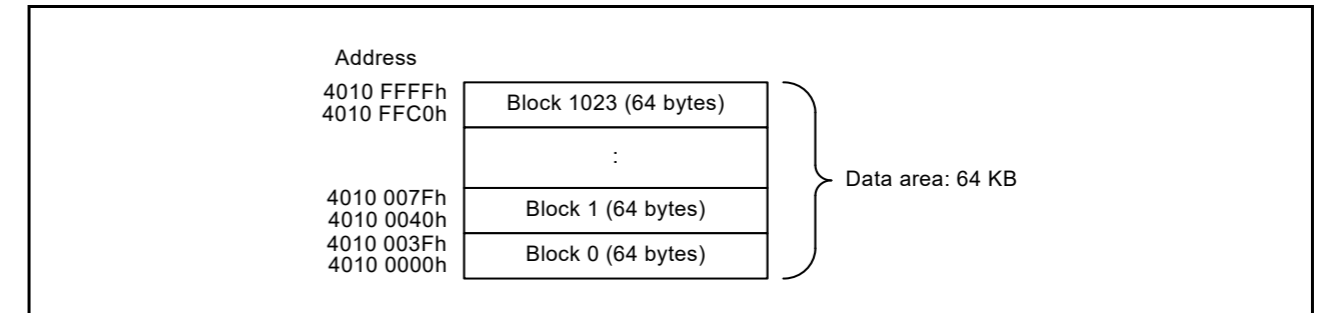 Address
4010 FFFFh
4010 FFC0h
Block 1023 (64 bytes)
:
Data area: 64 KB
4010 007Fh
4010 0040h
Block 1 (64 bytes)
4010 003Fh
4010 0000h
Block 0 (64 bytes)